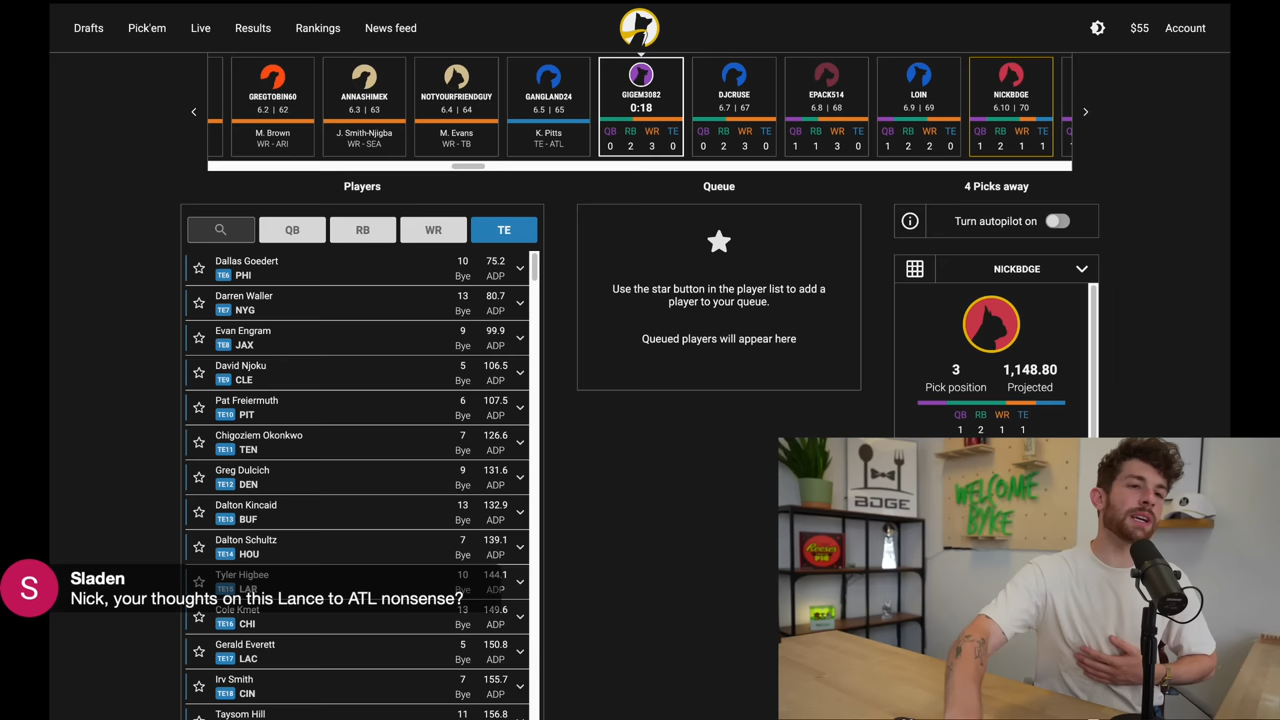 Drafts Pick'em Live Results Rankings News feed $55 Account
GREGTOBIN60
6.2 | 62
M. Brown
WR - ARI
ANNASHIMEK
6.3 | 63
J. Smith-Njigba
WR - SEA
NOTYOURFRIENDGUY
6.4 | 64
M. Evans
WR - TB
GANGLAND24
6.5 | 65
K. Pitts
TE - ATL
GIGEM3082
0:18
QB RB WR TE
0 2 3 0
DJCRUSE
6.7 | 67
QB RB WR TE
0 2 3 0
EPACK514
6.8 | 68
QB RB WR TE
1 1 3 0
LOIN
6.9 | 69
QB RB WR TE
1 2 2 0
NICKBDGE
6.10 | 70
QB RB WR TE
1 2 1 1
Players
QB RB WR TE
Dallas Goedert 10 75.2
TE6 PHI Bye ADP
Darren Waller 13 80.7
TE7 NYG Bye ADP
Evan Engram 9 99.9
TE8 JAX Bye ADP
David Njoku 5 106.5
TE9 CLE Bye ADP
Pat Freiermuth 6 107.5
TE10 PIT Bye ADP
Chigoziem Okonkwo 7 126.6
TE11 TEN Bye ADP
Greg Dulcich 9 131.6
TE12 DEN Bye ADP
Dalton Kincaid 13 132.9
TE13 BUF Bye ADP
Dalton Schultz 7 139.1
TE14 HOU Bye ADP
Tyler Higbee 10 144.1
TE15 LAR Bye ADP
Cole Kmet 13 149.6
TE16 CHI Bye ADP
Gerald Everett 5 150.8
TE17 LAC Bye ADP
Irv Smith 7 155.7
TE18 CIN Bye ADP
Taysom Hill 11 156.8
S
Sladen
Nick, your thoughts on this Lance to ATL nonsense?
Queue
Use the star button in the player list to add a
player to your queue.
Queued players will appear here
4 Picks away
Turn autopilot on
NICKBDGE
3 1,148.80
Pick position Projected
QB RB WR TE
1 2 1 1
BDGE
WELCOME
BYKE
Reese's
PIE